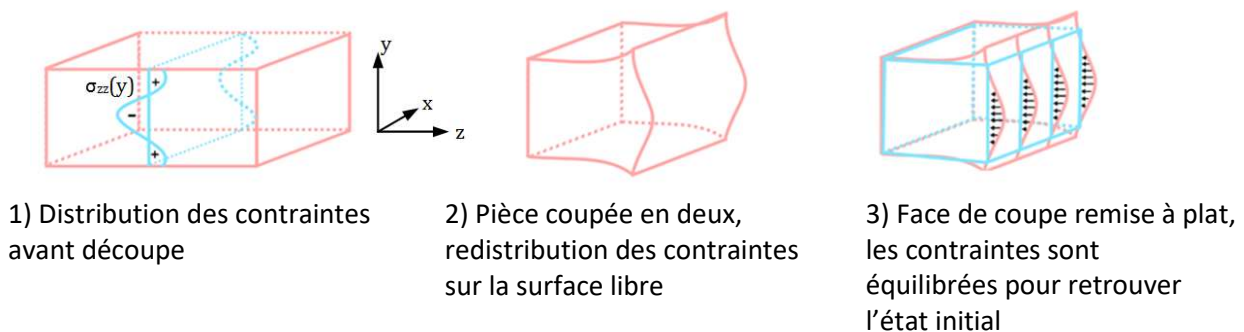 σzz(y)
+
-
+
y
x
z
1) Distribution des contraintes
avant découpe
2) Pièce coupée en deux,
redistribution des contraintes
sur la surface libre
3) Face de coupe remise à plat,
les contraintes sont
équilibrées pour retrouver
l’état initial